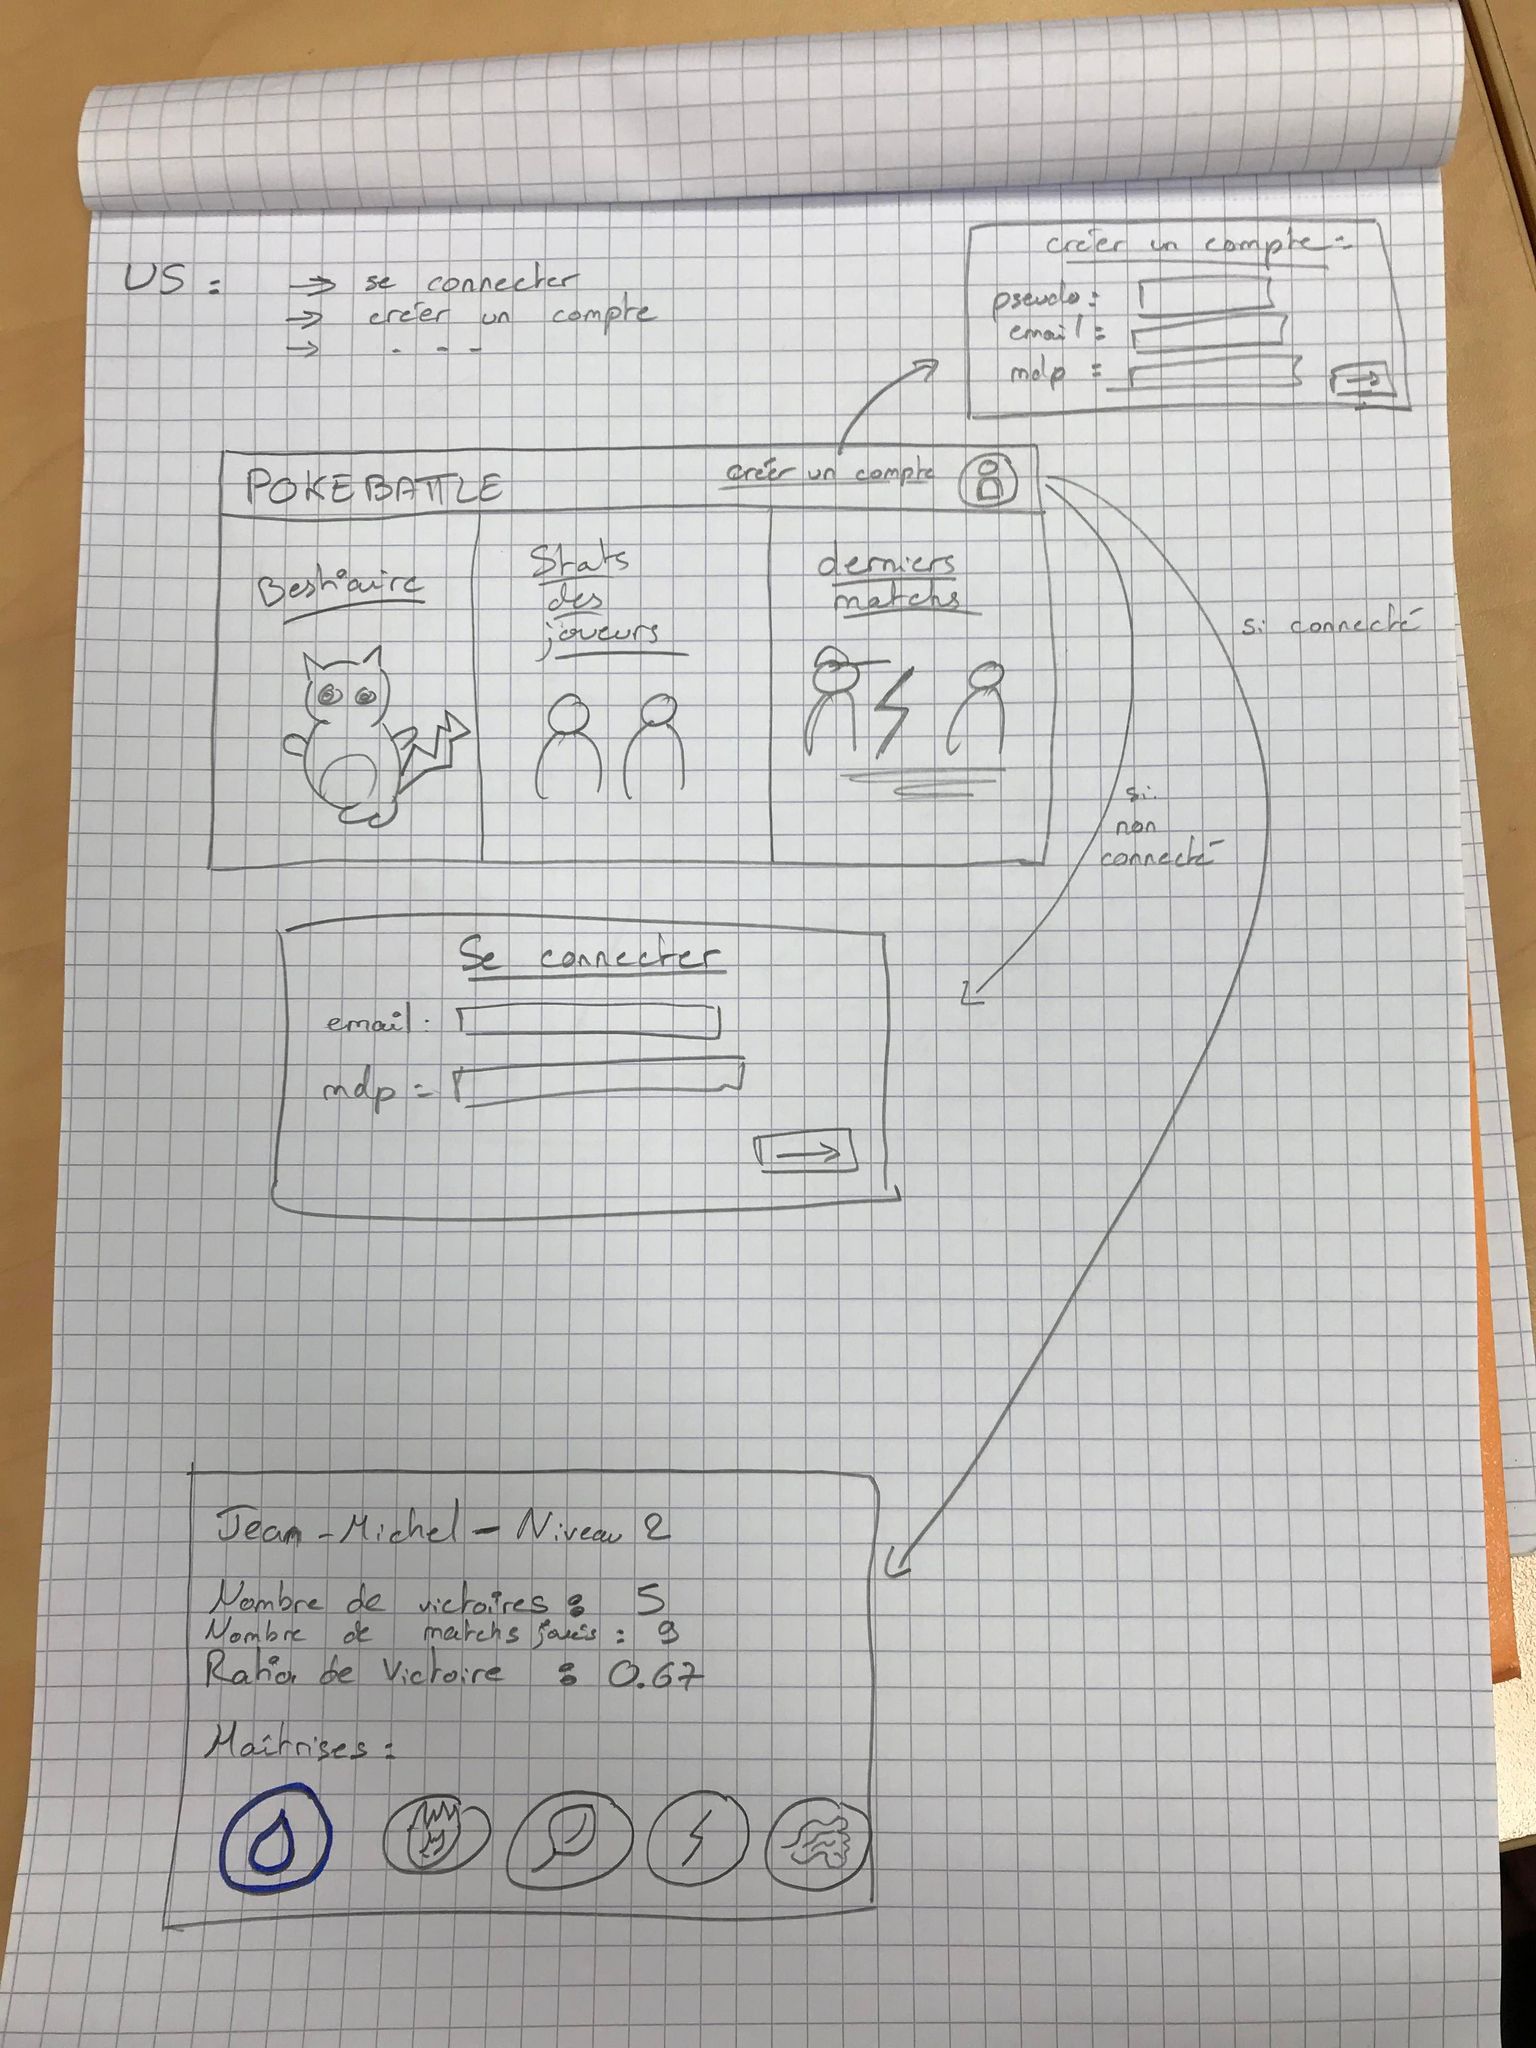 US : → se connecter
→ créer un compte
→ - - -
créer un compte :
pseudo :
email :
mdp :
→
POKEBATTLE
créer un compte
Bestiaire
Stats
des
joueurs
derniers
matchs
si connecté
si
non
connecté
Se connecter
email :
mdp :
→
Jean-Michel - Niveau 2
Nombre de victoires : 5
Nombre de matchs joués : 9
Ratio de Victoire : 0.67
Maîtrises :